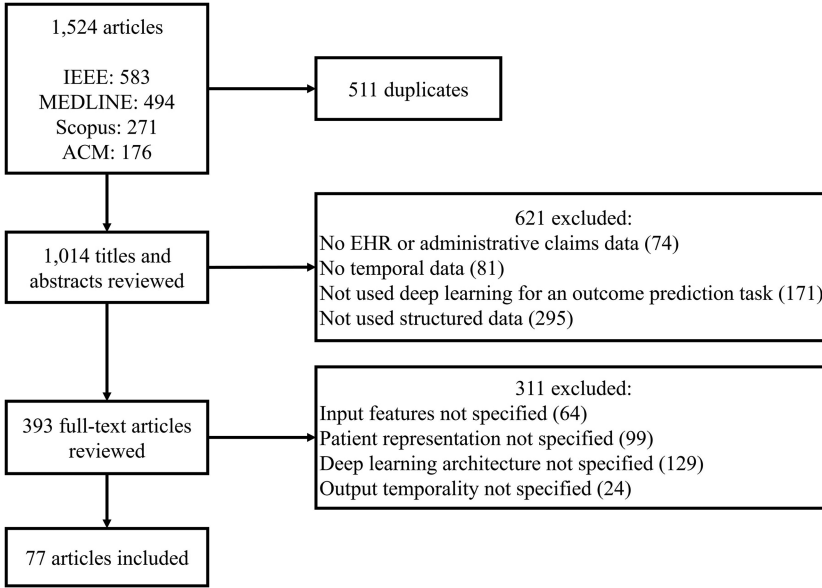 1,524 articles
IEEE: 583
MEDLINE: 494
Scopus: 271
ACM: 176
511 duplicates
1,014 titles and
abstracts reviewed
621 excluded:
No EHR or administrative claims data (74)
No temporal data (81)
Not used deep learning for an outcome prediction task (171)
Not used structured data (295)
393 full-text articles
reviewed
311 excluded:
Input features not specified (64)
Patient representation not specified (99)
Deep learning architecture not specified (129)
Output temporality not specified (24)
77 articles included